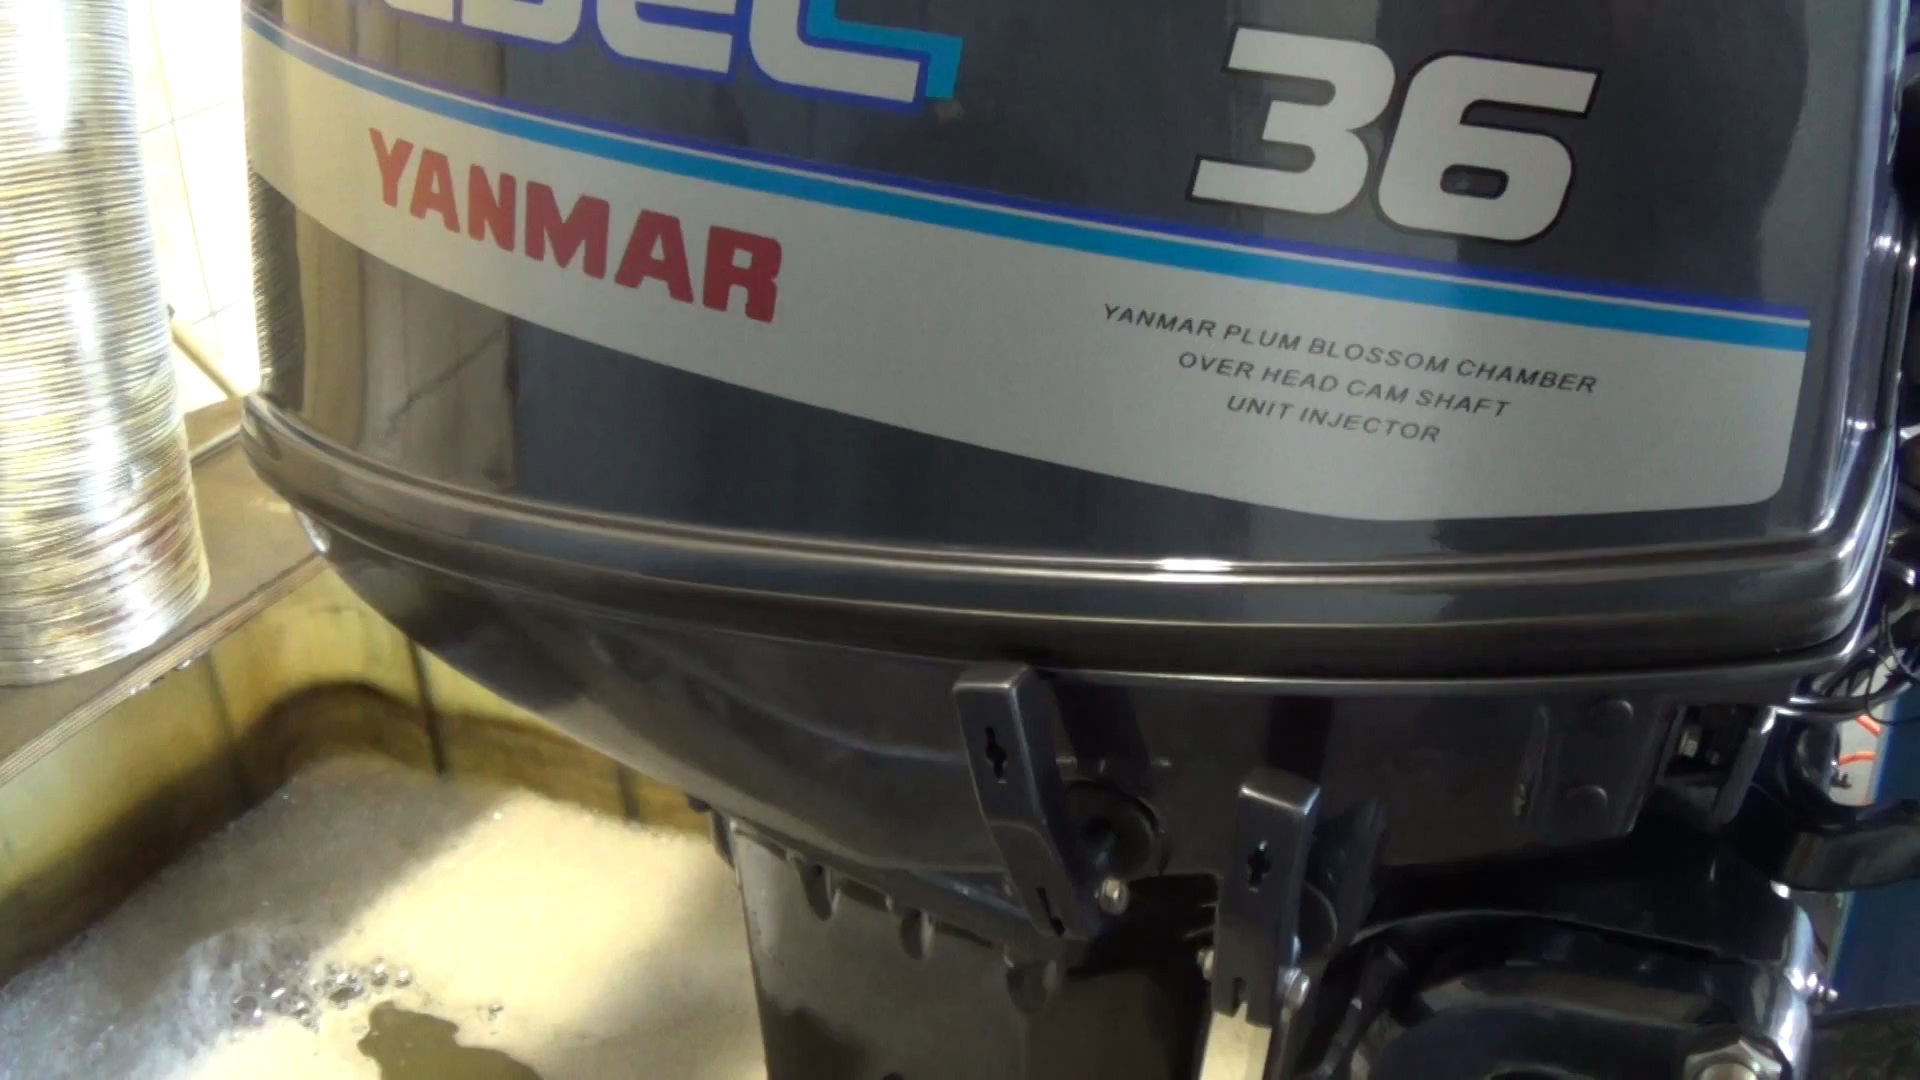 36
YANMAR
YANMAR PLUM BLOSSOM CHAMBER
OVER HEAD CAM SHAFT
UNIT INJECTOR